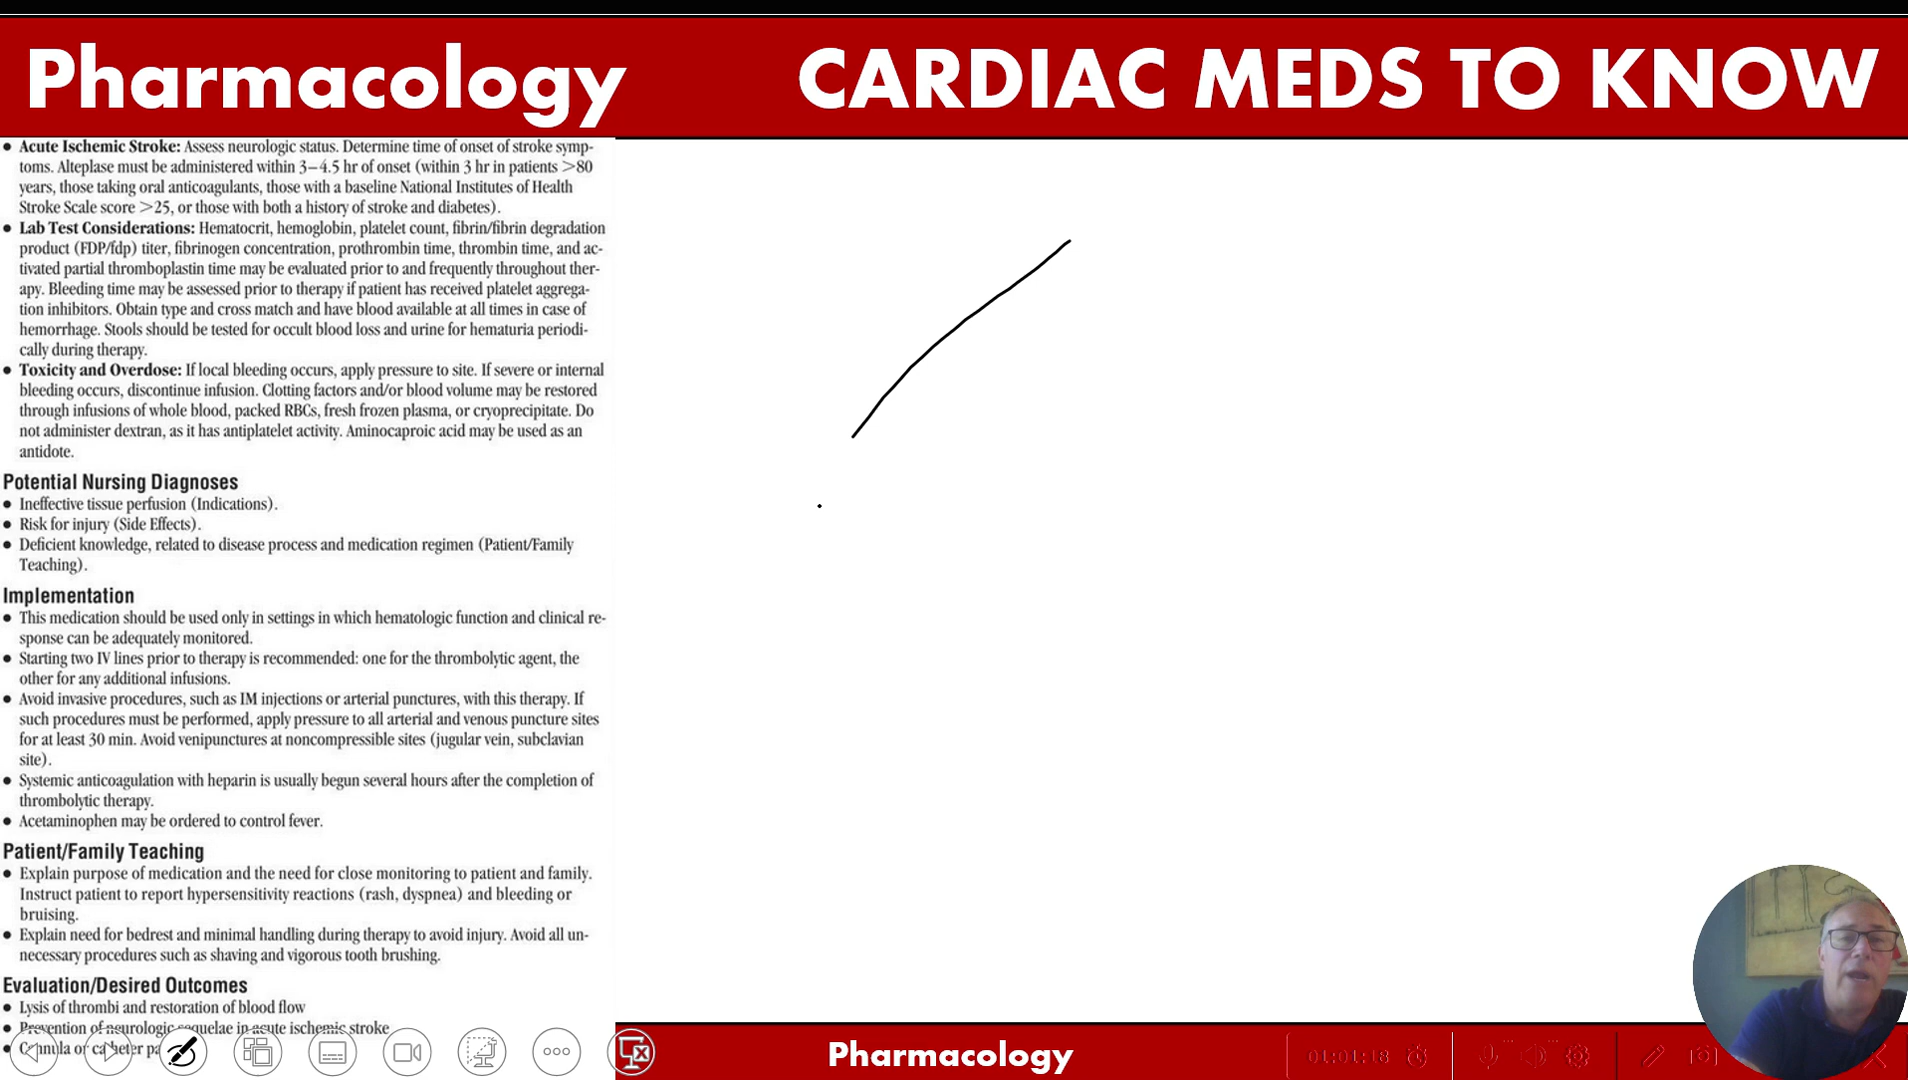 Pharmacology CARDIAC MEDS TO KNOW
● Acute Ischemic Stroke: Assess neurologic status. Determine time of onset of stroke symp-
toms. Alteplase must be administered within 3–4.5 hr of onset (within 3 hr in patients >80
years, those taking oral anticoagulants, those with a baseline National Institutes of Health
Stroke Scale score >25, or those with both a history of stroke and diabetes).
● Lab Test Considerations: Hematocrit, hemoglobin, platelet count, fibrin/fibrin degradation
product (FDP/fdp) titer, fibrinogen concentration, prothrombin time, thrombin time, and ac-
tivated partial thromboplastin time may be evaluated prior to and frequently throughout ther-
apy. Bleeding time may be assessed prior to therapy if patient has received platelet aggrega-
tion inhibitors. Obtain type and cross match and have blood available at all times in case of
hemorrhage. Stools should be tested for occult blood loss and urine for hematuria periodi-
cally during therapy.
● Toxicity and Overdose: If local bleeding occurs, apply pressure to site. If severe or internal
bleeding occurs, discontinue infusion. Clotting factors and/or blood volume may be restored
through infusions of whole blood, packed RBCs, fresh frozen plasma, or cryoprecipitate. Do
not administer dextran, as it has antiplatelet activity. Aminocaproic acid may be used as an
antidote.
Potential Nursing Diagnoses
● Ineffective tissue perfusion (Indications).
● Risk for injury (Side Effects).
● Deficient knowledge, related to disease process and medication regimen (Patient/Family
Teaching).
Implementation
● This medication should be used only in settings in which hematologic function and clinical re-
sponse can be adequately monitored.
● Starting two IV lines prior to therapy is recommended: one for the thrombolytic agent, the
other for any additional infusions.
● Avoid invasive procedures, such as IM injections or arterial punctures, with this therapy. If
such procedures must be performed, apply pressure to all arterial and venous puncture sites
for at least 30 min. Avoid venipunctures at noncompressible sites (jugular vein, subclavian
site).
● Systemic anticoagulation with heparin is usually begun several hours after the completion of
thrombolytic therapy.
● Acetaminophen may be ordered to control fever.
Patient/Family Teaching
● Explain purpose of medication and the need for close monitoring to patient and family.
Instruct patient to report hypersensitivity reactions (rash, dyspnea) and bleeding or
bruising.
● Explain need for bedrest and minimal handling during therapy to avoid injury. Avoid all un-
necessary procedures such as shaving and vigorous tooth brushing.
Evaluation/Desired Outcomes
● Lysis of thrombi and restoration of blood flow
● Prevention of neurologic sequelae in acute ischemic stroke
● Cannula or catheter pa
Pharmacology
01:01:18